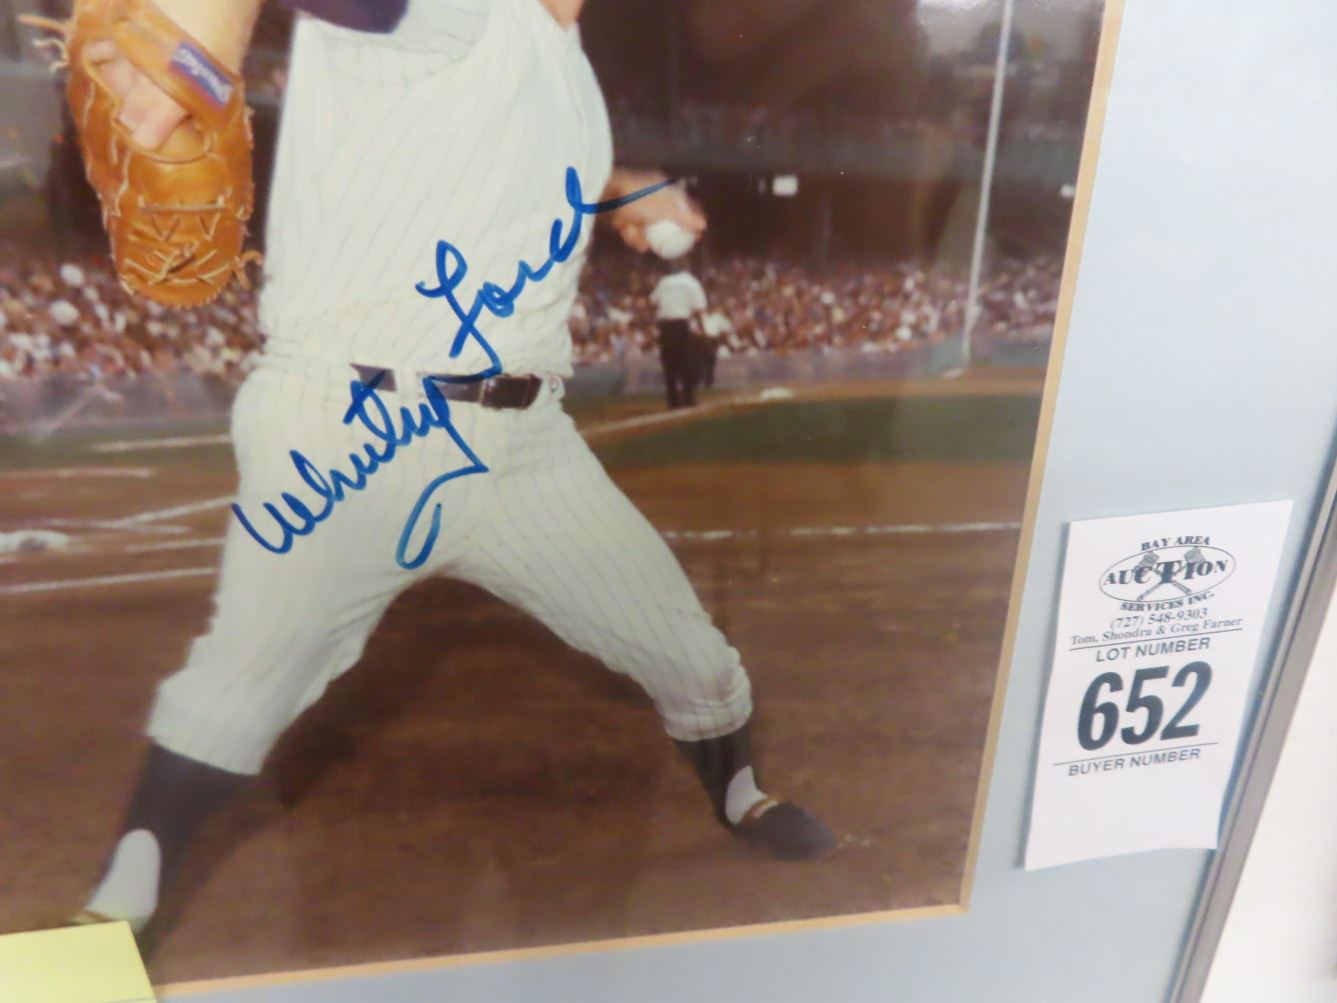 Whitey Ford
BAY AREA
AUCTION
SERVICES INC.
(727) 548-9303
Tom, Shondra & Greg Farner
LOT NUMBER
652
BUYER NUMBER